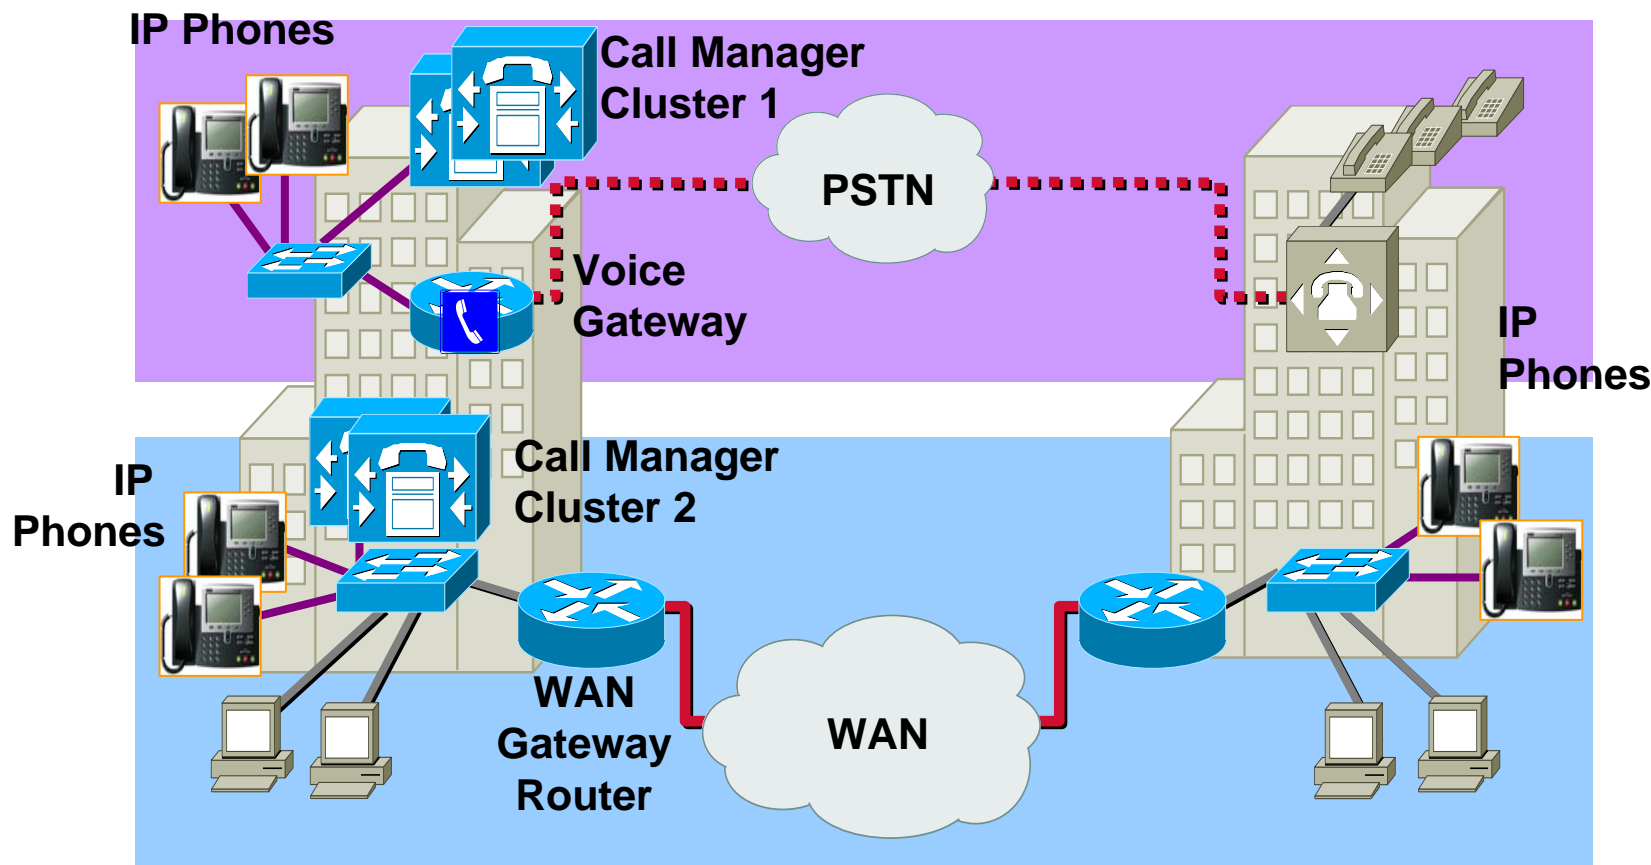 IP Phones
Call Manager
Cluster 1
PSTN
Voice
Gateway
IP
Phones
Call Manager
Cluster 2
IP
Phones
WAN
Gateway
Router
WAN